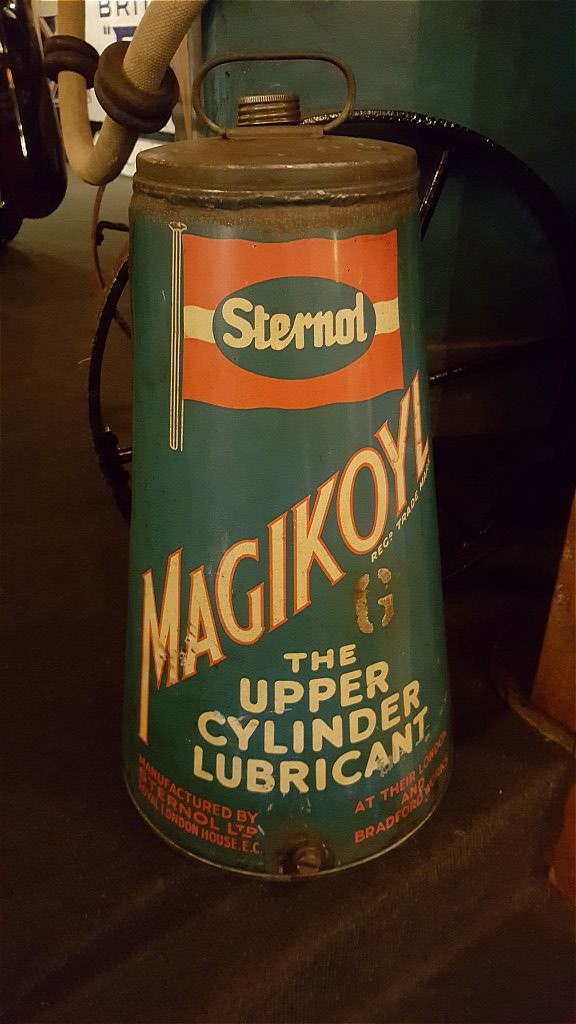 BRI
Sternol
MAGIKOYL
REGD TRADE MARK
THE
UPPER
CYLINDER
LUBRICANT
MANUFACTURED BY
STERNOL LTD
ROYAL LONDON HOUSE. E.C.
AT THEIR LONDON
AND
BRADFORD WORKS